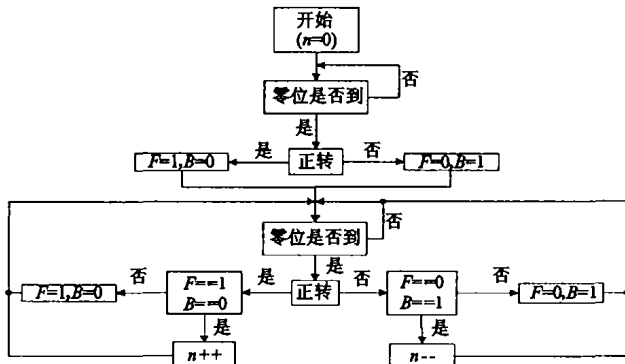 开始
(n=0)
否
零位是否到
是
F=1,B=0
是
正转
否
F=0,B=1
否
零位是否到
是
F=1,B=0
否
F==1
B==0
是
正转
否
F==0
B==1
否
F=0,B=1
是
是
n++
n--